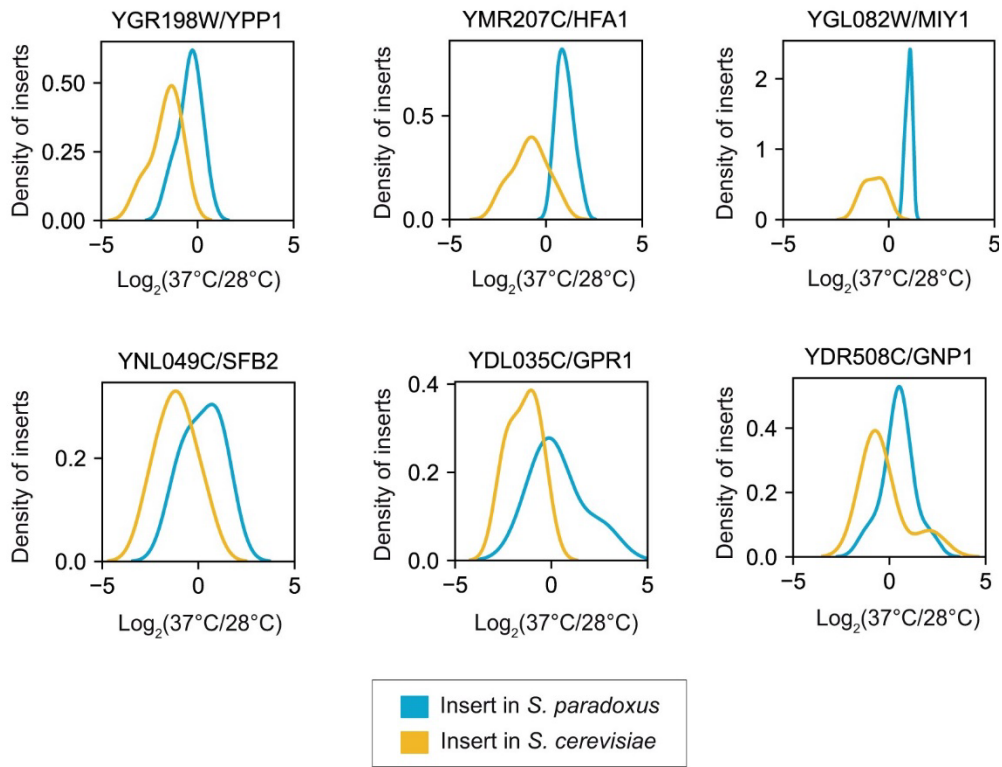 YGR198W/YPP1
Density of inserts
0.50
0.25
0.00
−5
0
5
Log₂(37°C/28°C)
YMR207C/HFA1
Density of inserts
0.5
0.0
−5
0
5
Log₂(37°C/28°C)
YGL082W/MIY1
Density of inserts
2
1
0
−5
0
5
Log₂(37°C/28°C)
YNL049C/SFB2
Density of inserts
0.2
0.0
−5
0
5
Log₂(37°C/28°C)
YDL035C/GPR1
Density of inserts
0.4
0.2
0.0
−5
0
5
Log₂(37°C/28°C)
YDR508C/GNP1
Density of inserts
0.4
0.2
0.0
−5
0
5
Log₂(37°C/28°C)
Insert in S. paradoxus
Insert in S. cerevisiae